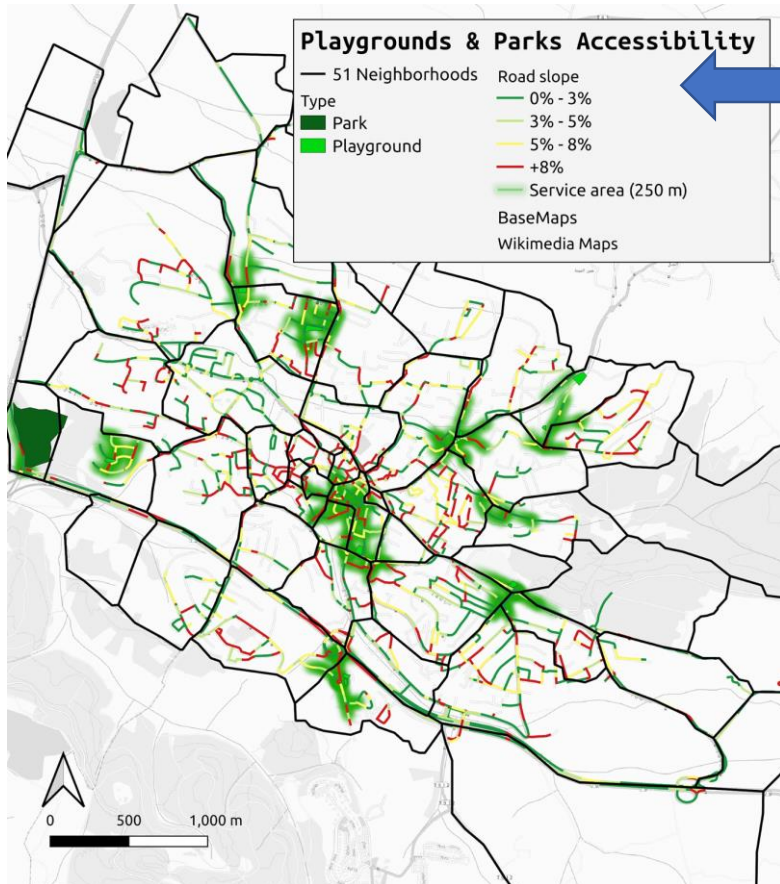 Playgrounds & Parks Accessibility
51 Neighborhoods
Type
Park
Playground
Road slope
0% - 3%
3% - 5%
5% - 8%
+8%
Service area (250 m)
BaseMaps
Wikimedia Maps
0 500 1,000 m